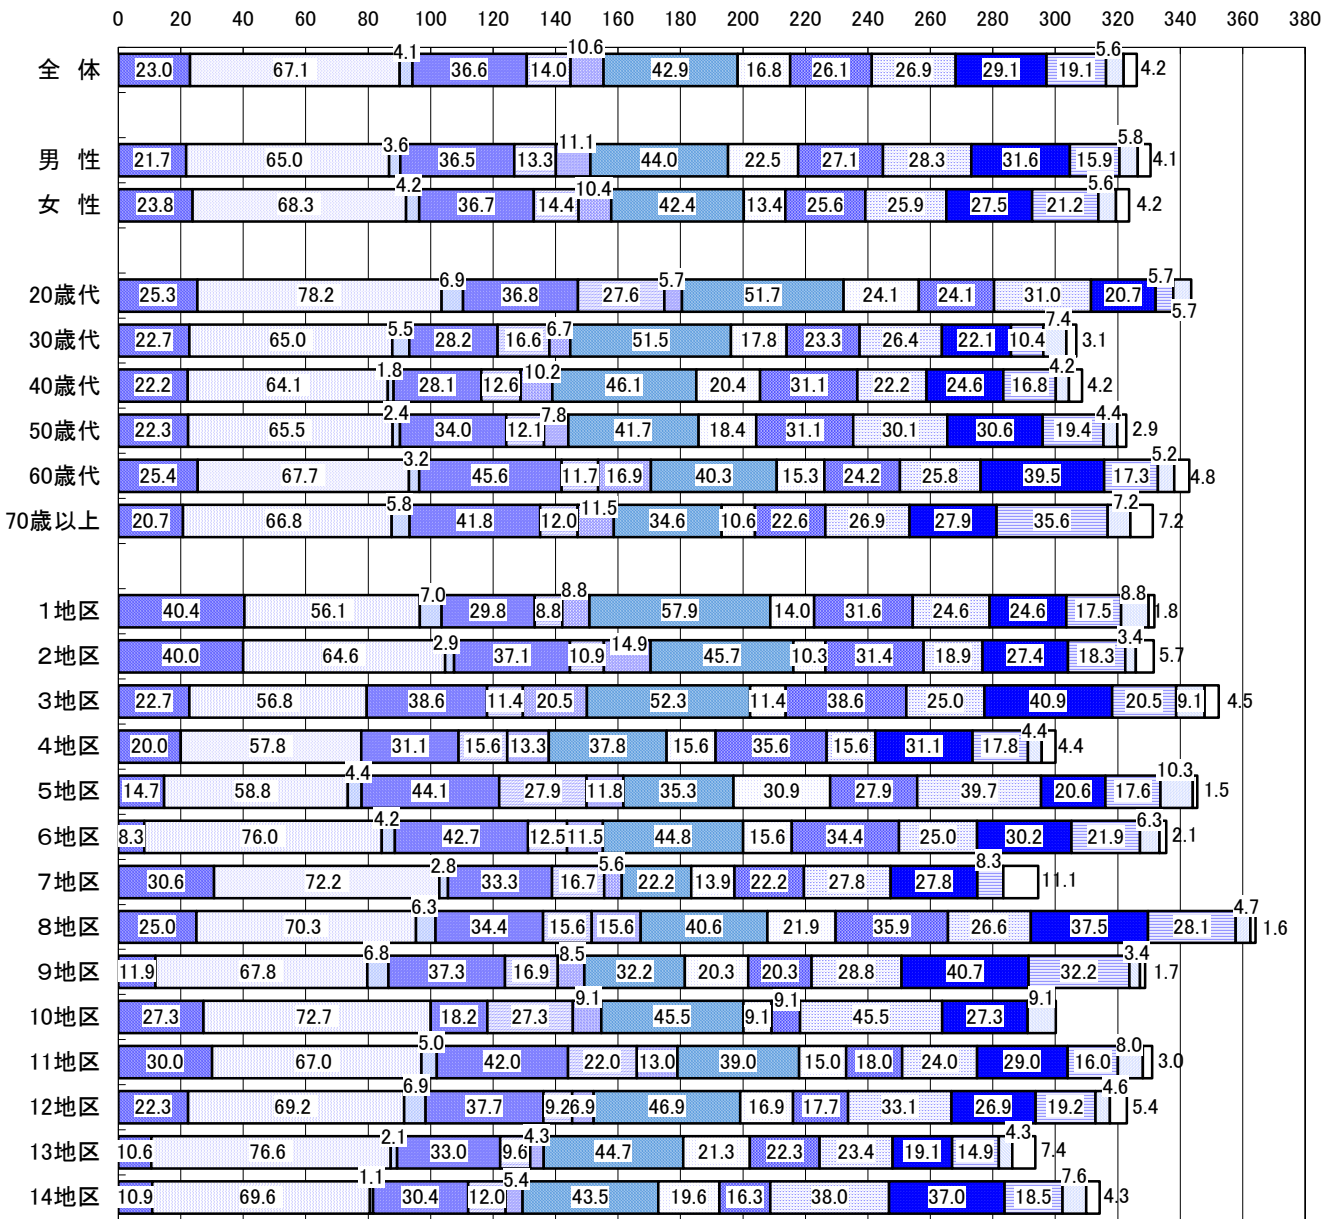 0 20 40 60 80 100 120 140 160 180 200 220 240 260 280 300 320 340 360 380
全 体 23.0 67.1 4.1 36.6 14.0 10.6 42.9 16.8 26.1 26.9 29.1 19.1 5.6 4.2
男 性 21.7 65.0 3.6 36.5 13.3 11.1 44.0 22.5 27.1 28.3 31.6 15.9 5.8 4.1
女 性 23.8 68.3 4.2 36.7 14.4 10.4 42.4 13.4 25.6 25.9 27.5 21.2 5.6 4.2
20歳代 25.3 78.2 6.9 36.8 27.6 5.7 51.7 24.1 24.1 31.0 20.7 5.7 5.7
30歳代 22.7 65.0 5.5 28.2 16.6 6.7 51.5 17.8 23.3 26.4 22.1 10.4 7.4 3.1
40歳代 22.2 64.1 1.8 28.1 12.6 10.2 46.1 20.4 31.1 22.2 24.6 16.8 4.2 4.2
50歳代 22.3 65.5 2.4 34.0 12.1 7.8 41.7 18.4 31.1 30.1 30.6 19.4 4.4 2.9
60歳代 25.4 67.7 3.2 45.6 11.7 16.9 40.3 15.3 24.2 25.8 39.5 17.3 5.2 4.8
70歳以上 20.7 66.8 5.8 41.8 12.0 11.5 34.6 10.6 22.6 26.9 27.9 35.6 7.2 7.2
1地区 40.4 56.1 7.0 29.8 8.8 8.8 57.9 14.0 31.6 24.6 24.6 17.5 8.8 1.8
2地区 40.0 64.6 2.9 37.1 10.9 14.9 45.7 10.3 31.4 18.9 27.4 18.3 3.4 5.7
3地区 22.7 56.8 38.6 11.4 20.5 52.3 11.4 38.6 25.0 40.9 20.5 9.1 4.5
4地区 20.0 57.8 31.1 15.6 13.3 37.8 15.6 35.6 15.6 31.1 17.8 4.4 4.4
5地区 14.7 58.8 4.4 44.1 27.9 11.8 35.3 30.9 27.9 39.7 20.6 17.6 10.3 1.5
6地区 8.3 76.0 4.2 42.7 12.5 11.5 44.8 15.6 34.4 25.0 30.2 21.9 6.3 2.1
7地区 30.6 72.2 2.8 33.3 16.7 5.6 22.2 13.9 22.2 27.8 27.8 8.3 11.1
8地区 25.0 70.3 6.3 34.4 15.6 15.6 40.6 21.9 35.9 26.6 37.5 28.1 4.7 1.6
9地区 11.9 67.8 6.8 37.3 16.9 8.5 32.2 20.3 20.3 28.8 40.7 32.2 3.4 1.7
10地区 27.3 72.7 18.2 27.3 9.1 45.5 9.1 9.1 45.5 27.3 9.1
11地区 30.0 67.0 5.0 42.0 22.0 13.0 39.0 15.0 18.0 24.0 29.0 16.0 8.0 3.0
12地区 22.3 69.2 6.9 37.7 9.2 6.9 46.9 16.9 17.7 33.1 26.9 19.2 4.6 5.4
13地区 10.6 76.6 2.1 33.0 9.6 4.3 44.7 21.3 22.3 23.4 19.1 14.9 4.3 7.4
14地区 10.9 69.6 1.1 30.4 12.0 5.4 43.5 19.6 16.3 38.0 37.0 18.5 7.6 4.3